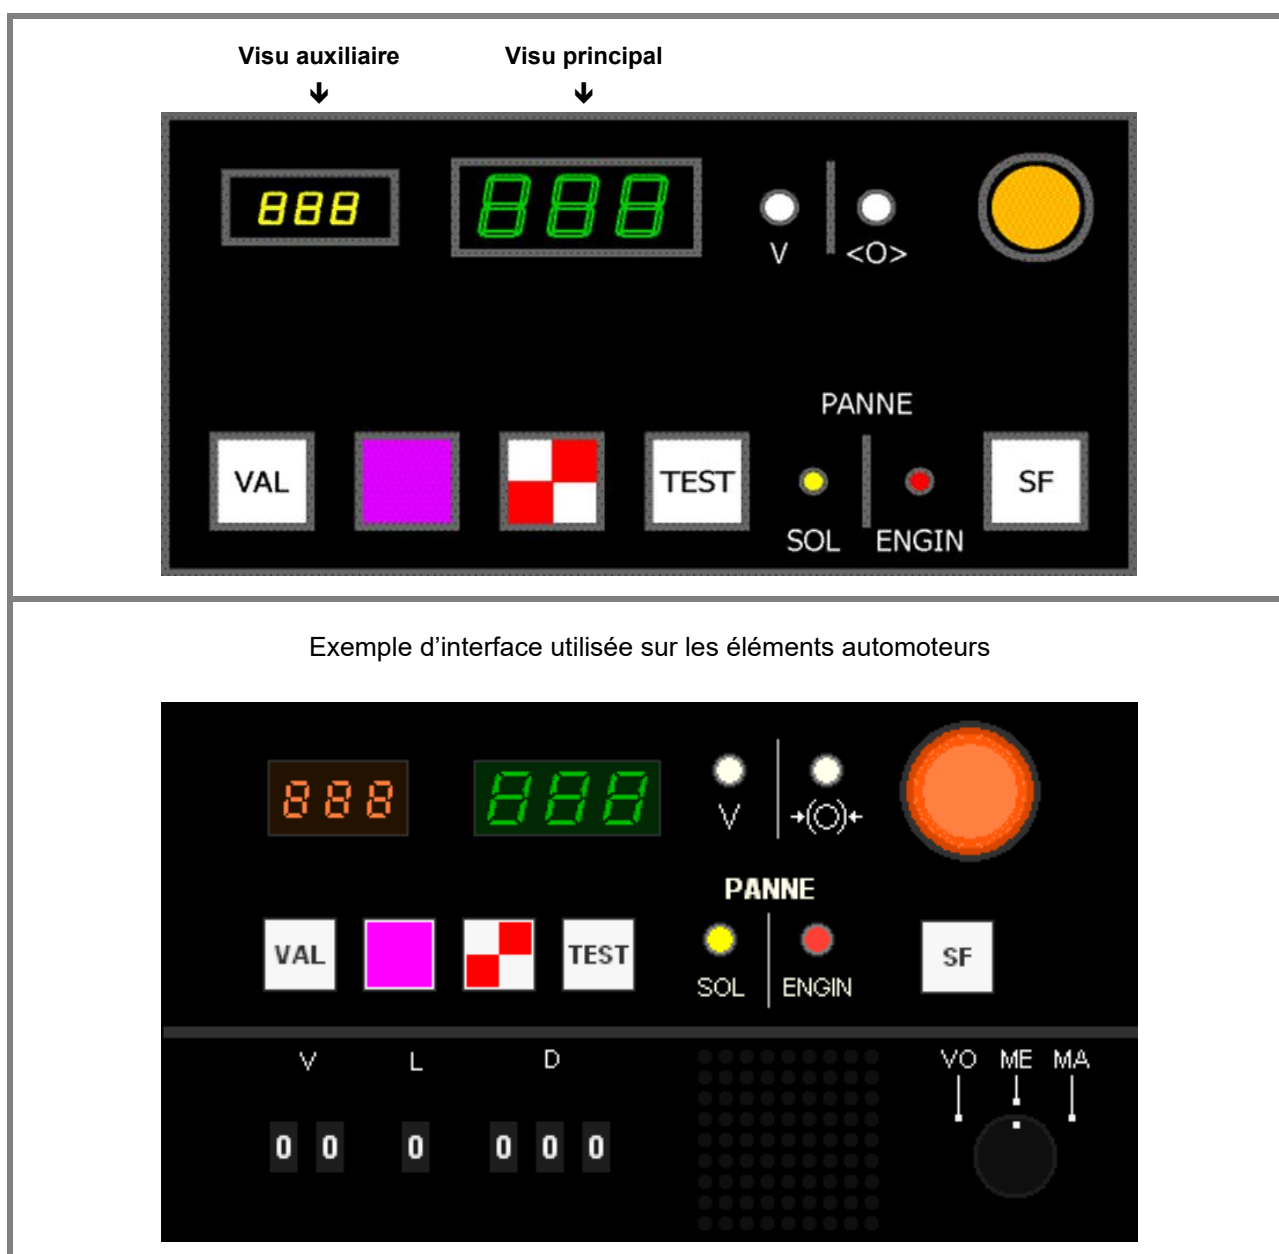 Visu auxiliaire Visu principal
888 888
V <O>
PANNE
VAL TEST SF
SOL ENGIN
Exemple d’interface utilisée sur les éléments automoteurs
888 888
V (O)
PANNE
VAL TEST SF
SOL ENGIN
V L D VO ME MA
0 0 0 0 0 0